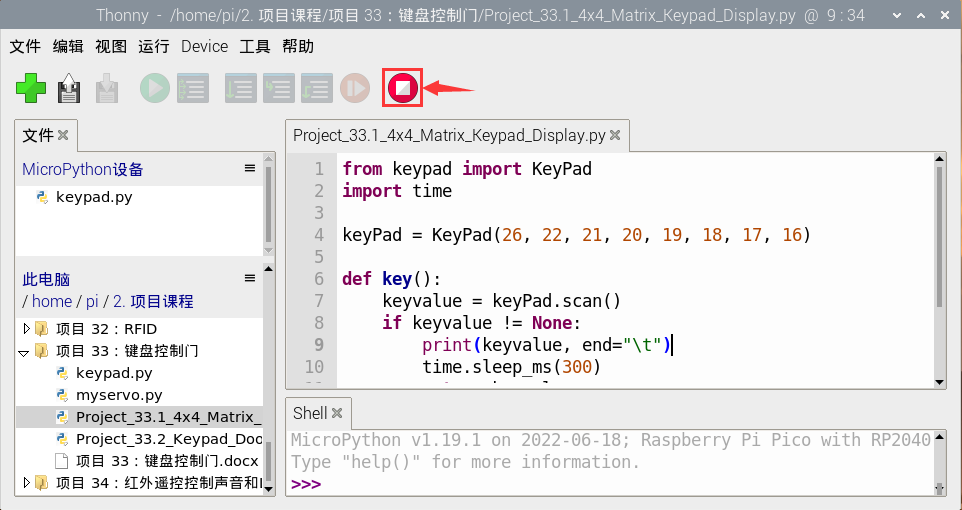 Thonny - /home/pi/2. 项目课程/项目 33：键盘控制门/Project_33.1_4x4_Matrix_Keypad_Display.py @ 9 : 34
文件 编辑 视图 运行 Device 工具 帮助
文件
MicroPython设备
keypad.py
此电脑
/ home / pi / 2. 项目课程
项目 32：RFID
项目 33：键盘控制门
keypad.py
myservo.py
Project_33.1_4x4_Matrix_
Project_33.2_Keypad_Doo
项目 33：键盘控制门.docx
项目 34：红外遥控控制声音和
Project_33.1_4x4_Matrix_Keypad_Display.py
1 from keypad import KeyPad
2 import time
3
4 keyPad = KeyPad(26, 22, 21, 20, 19, 18, 17, 16)
5
6 def key():
7 keyvalue = keyPad.scan()
8 if keyvalue != None:
9 print(keyvalue, end="\t")
10 time.sleep_ms(300)
Shell
MicroPython v1.19.1 on 2022-06-18; Raspberry Pi Pico with RP2040
Type "help()" for more information.
>>>